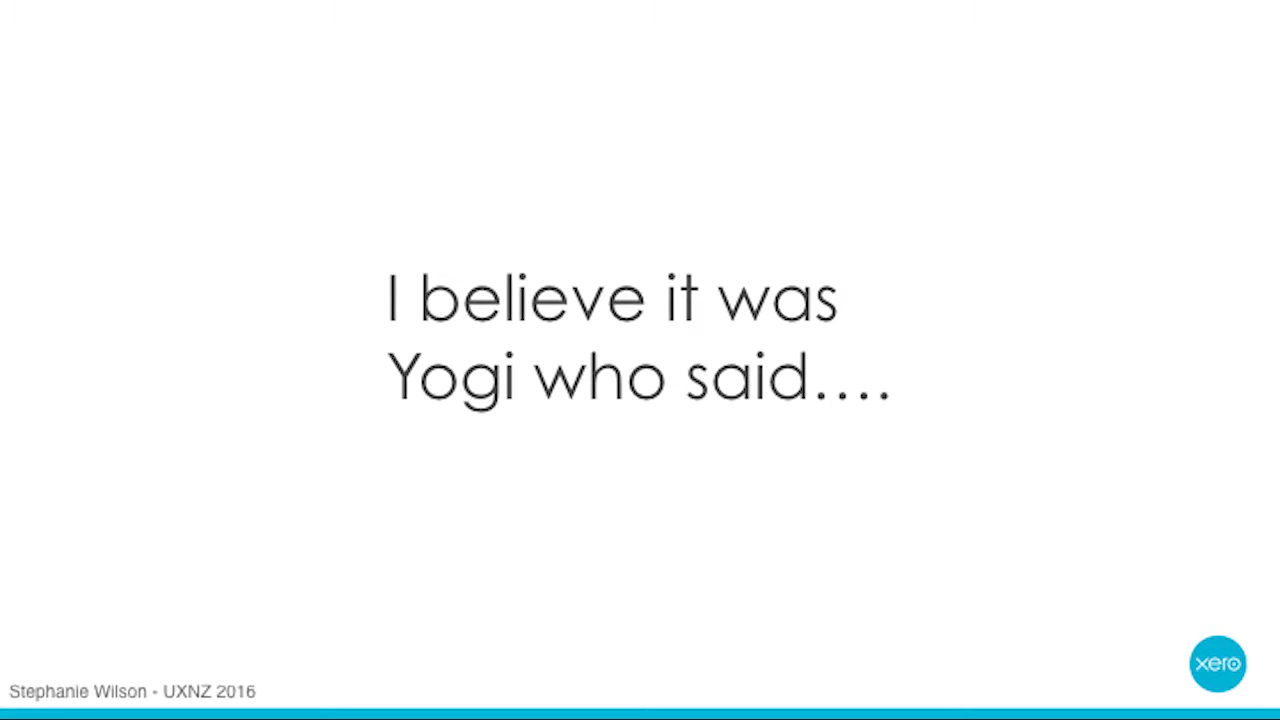 I believe it was
Yogi who said....
xero
Stephanie Wilson - UXNZ 2016